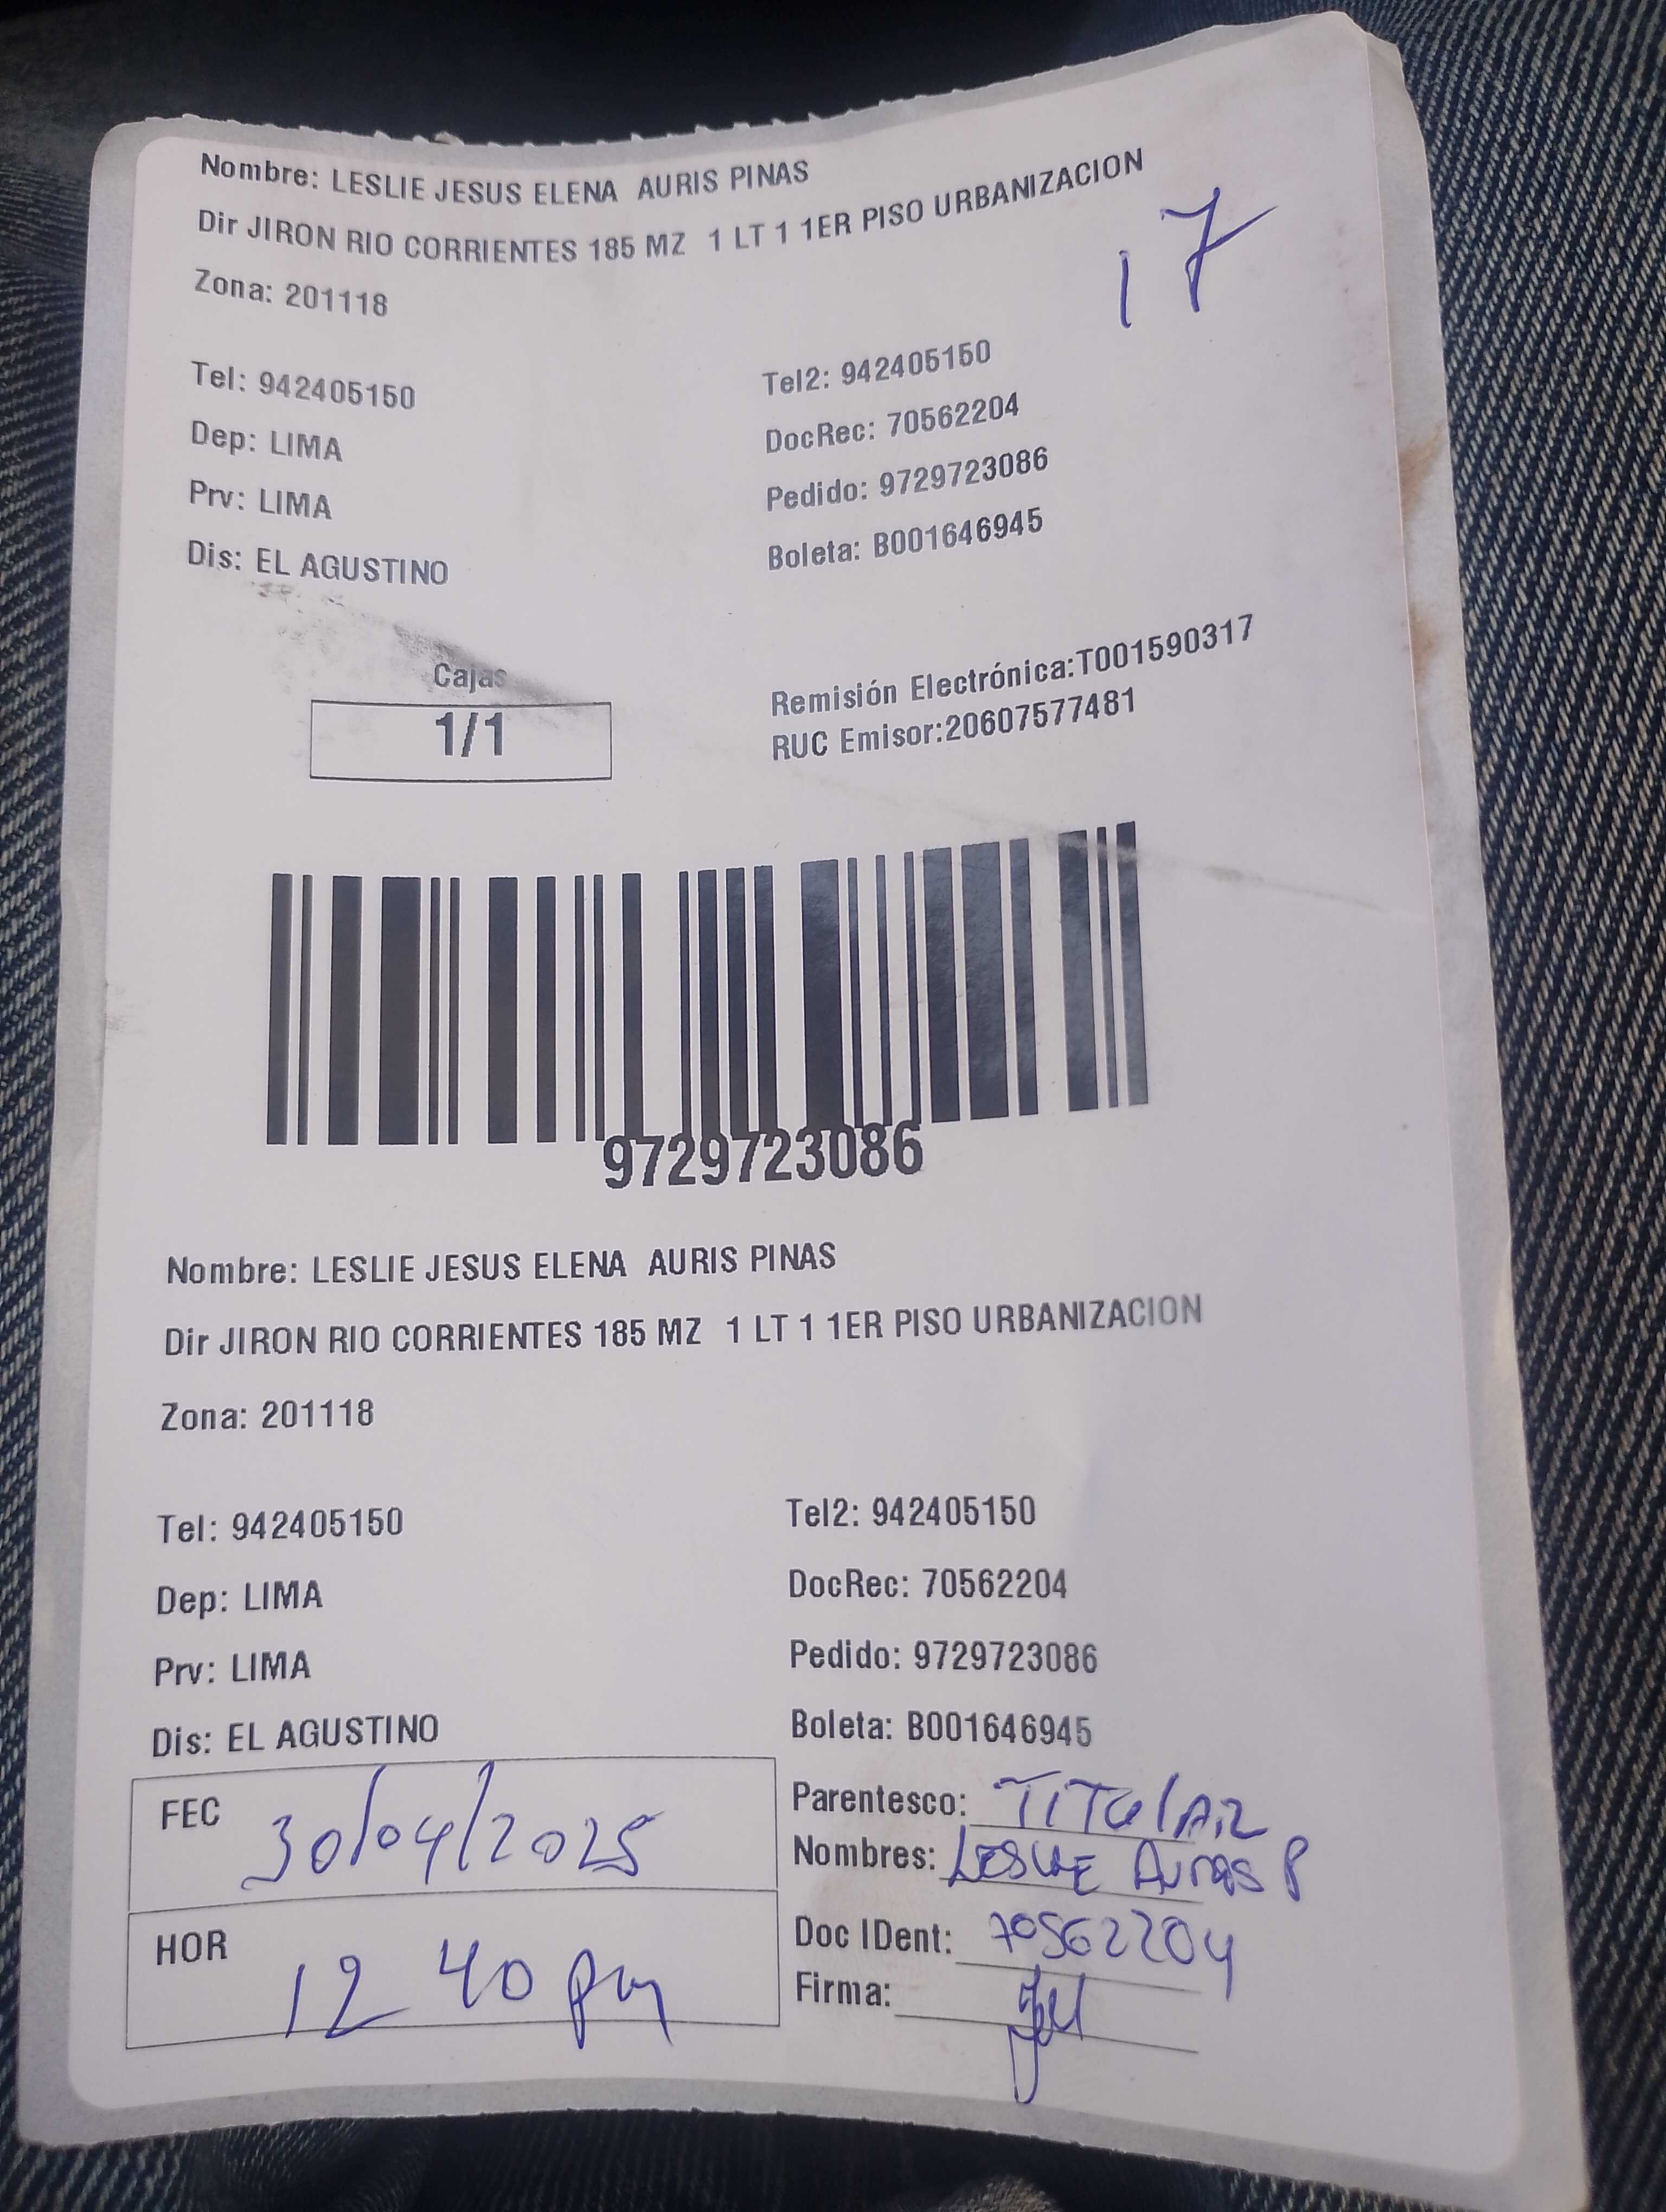 Nombre: LESLIE JESUS ELENA AURIS PINAS
Dir JIRON RIO CORRIENTES 185 MZ 1 LT 1 1ER PISO URBANIZACION
17
Zona: 201118
Tel: 942405150 Tel2: 942405150
Dep: LIMA DocRec: 70562204
Prv: LIMA Pedido: 9729723086
Dis: EL AGUSTINO Boleta: B001646945
Cajas
1/1
Remisión Electrónica:T001590317
RUC Emisor:20607577481
9729723086
Nombre: LESLIE JESUS ELENA AURIS PINAS
Dir JIRON RIO CORRIENTES 185 MZ 1 LT 1 1ER PISO URBANIZACION
Zona: 201118
Tel: 942405150 Tel2: 942405150
Dep: LIMA DocRec: 70562204
Prv: LIMA Pedido: 9729723086
Dis: EL AGUSTINO Boleta: B001646945
FEC 30/04/2025
HOR 12 40 pm
Parentesco: TITULAR
Nombres: LESLIE Auris P
Doc IDent: 70562204
Firma: